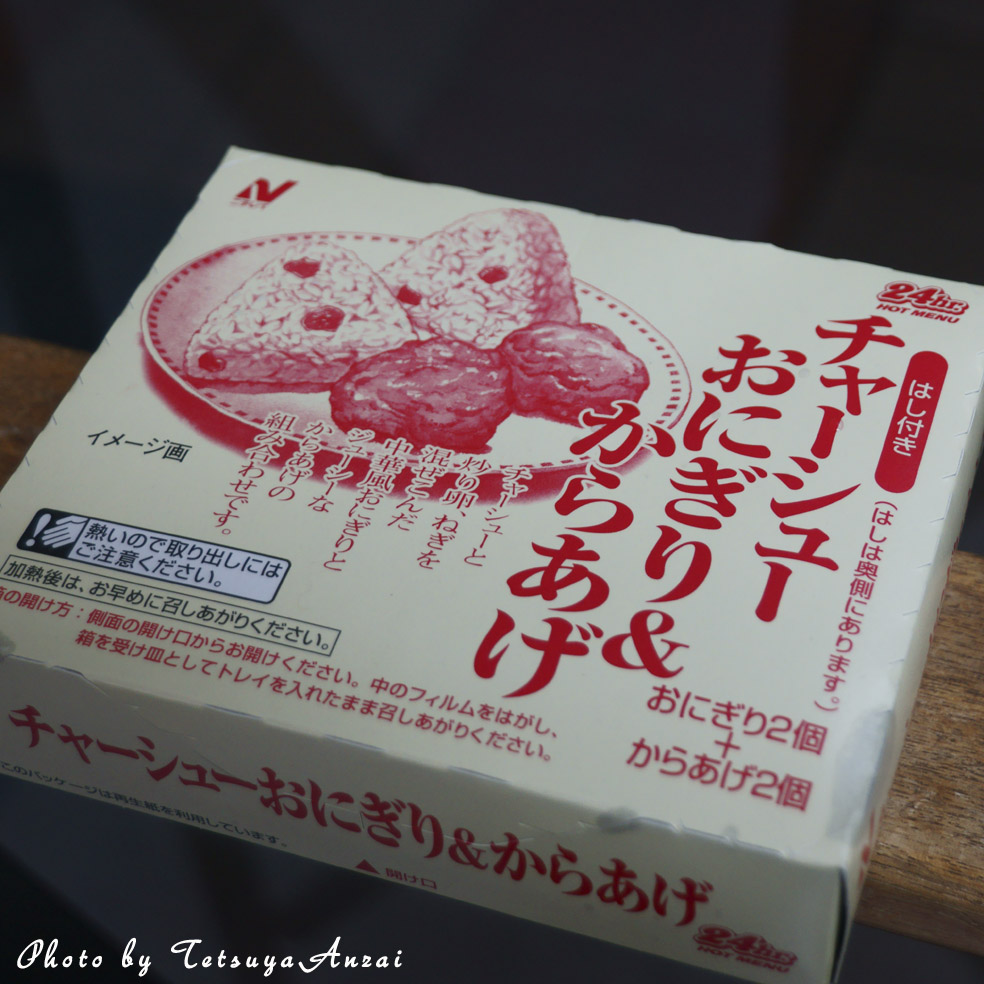 ニチレイ
24hr
HOT MENU
はし付き
(はしは奥側にあります。)
チャーシュー
おにぎり&
からあげ
おにぎり2個
+
からあげ2個
チャーシューと
炒り卵、ねぎを
混ぜこんだ
中華風おにぎりと
ジューシーな
からあげの
組み合わせです。
イメージ画
熱いので取り出しには
ご注意ください。
加熱後は、お早めに召しあがりください。
の開け方:側面の開け口からお開けください。中のフィルムをはがし、
箱を受け皿としてトレイを入れたまま召しあがりください。
チャーシューおにぎり&からあげ
このパッケージは再生紙を利用しています。
開け口
24hr
HOT MENU
Photo by TetsuyaAnzai